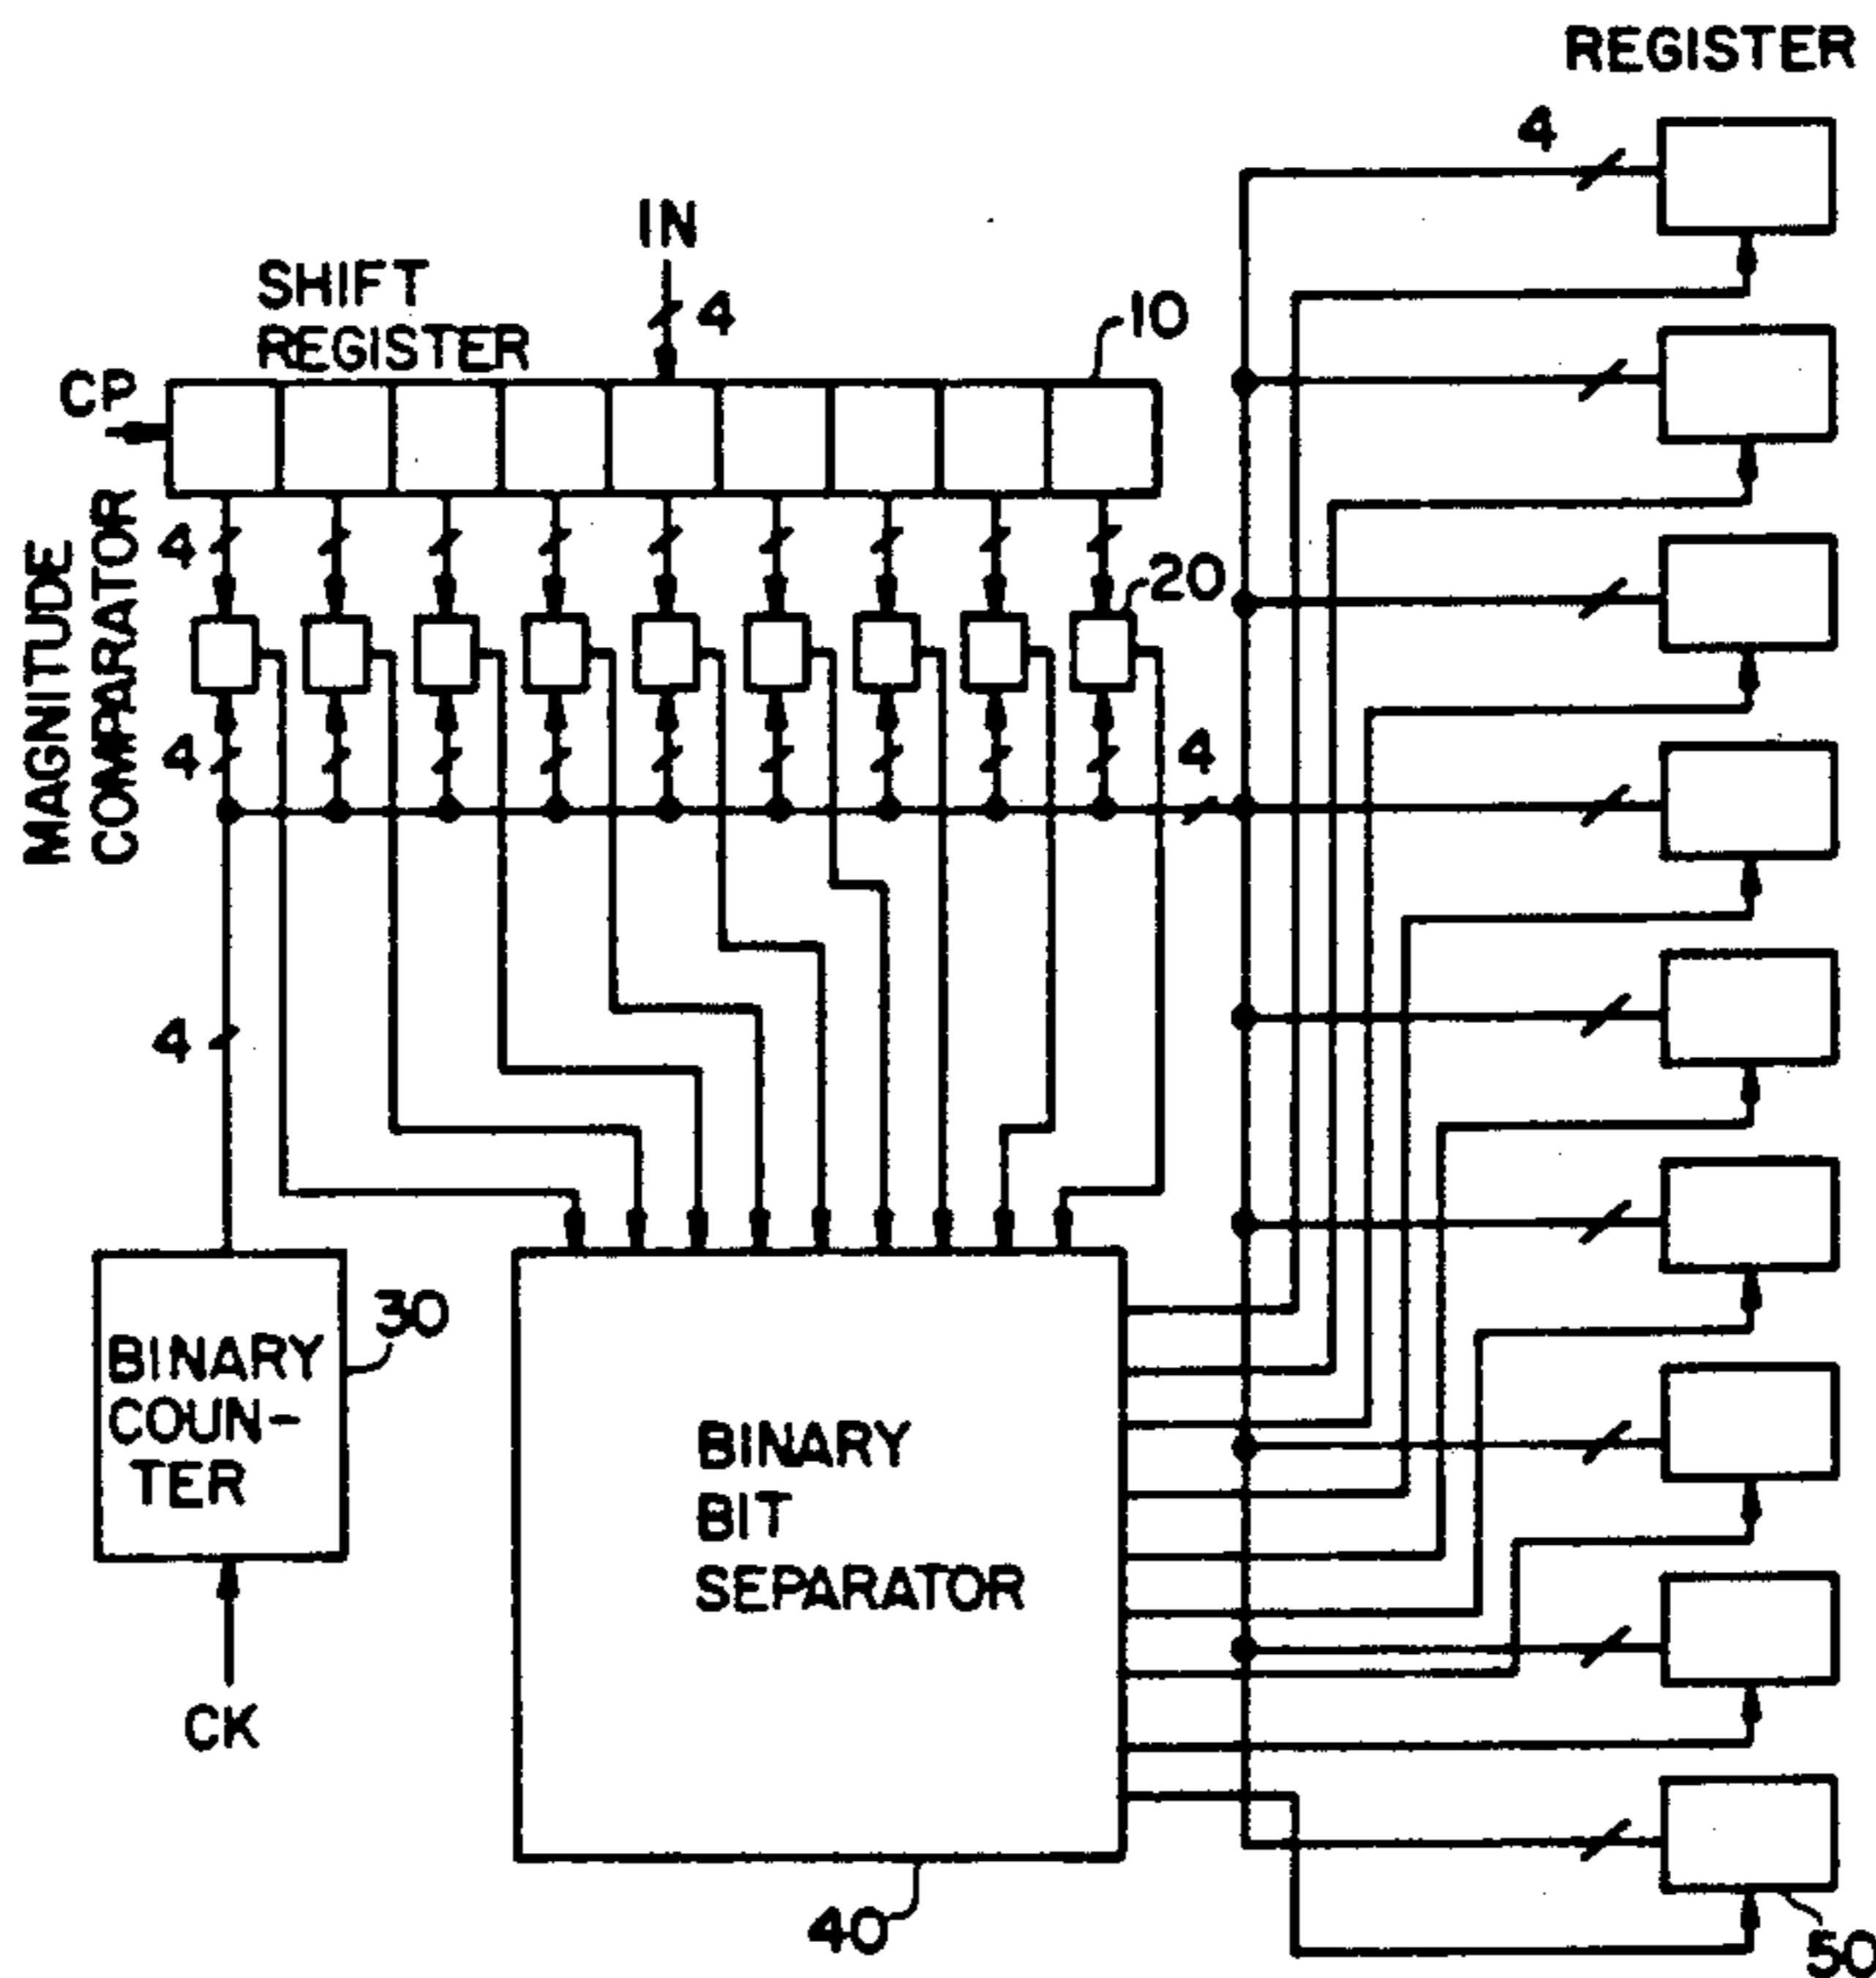 REGISTER
4
IN
SHIFT
REGISTER
4
10
CP
MAGNITUDE
COMPARATOR
4
20
4
4
4
30
BINARY
COUN-
TER
BINARY
BIT
SEPARATOR
CK
40
50